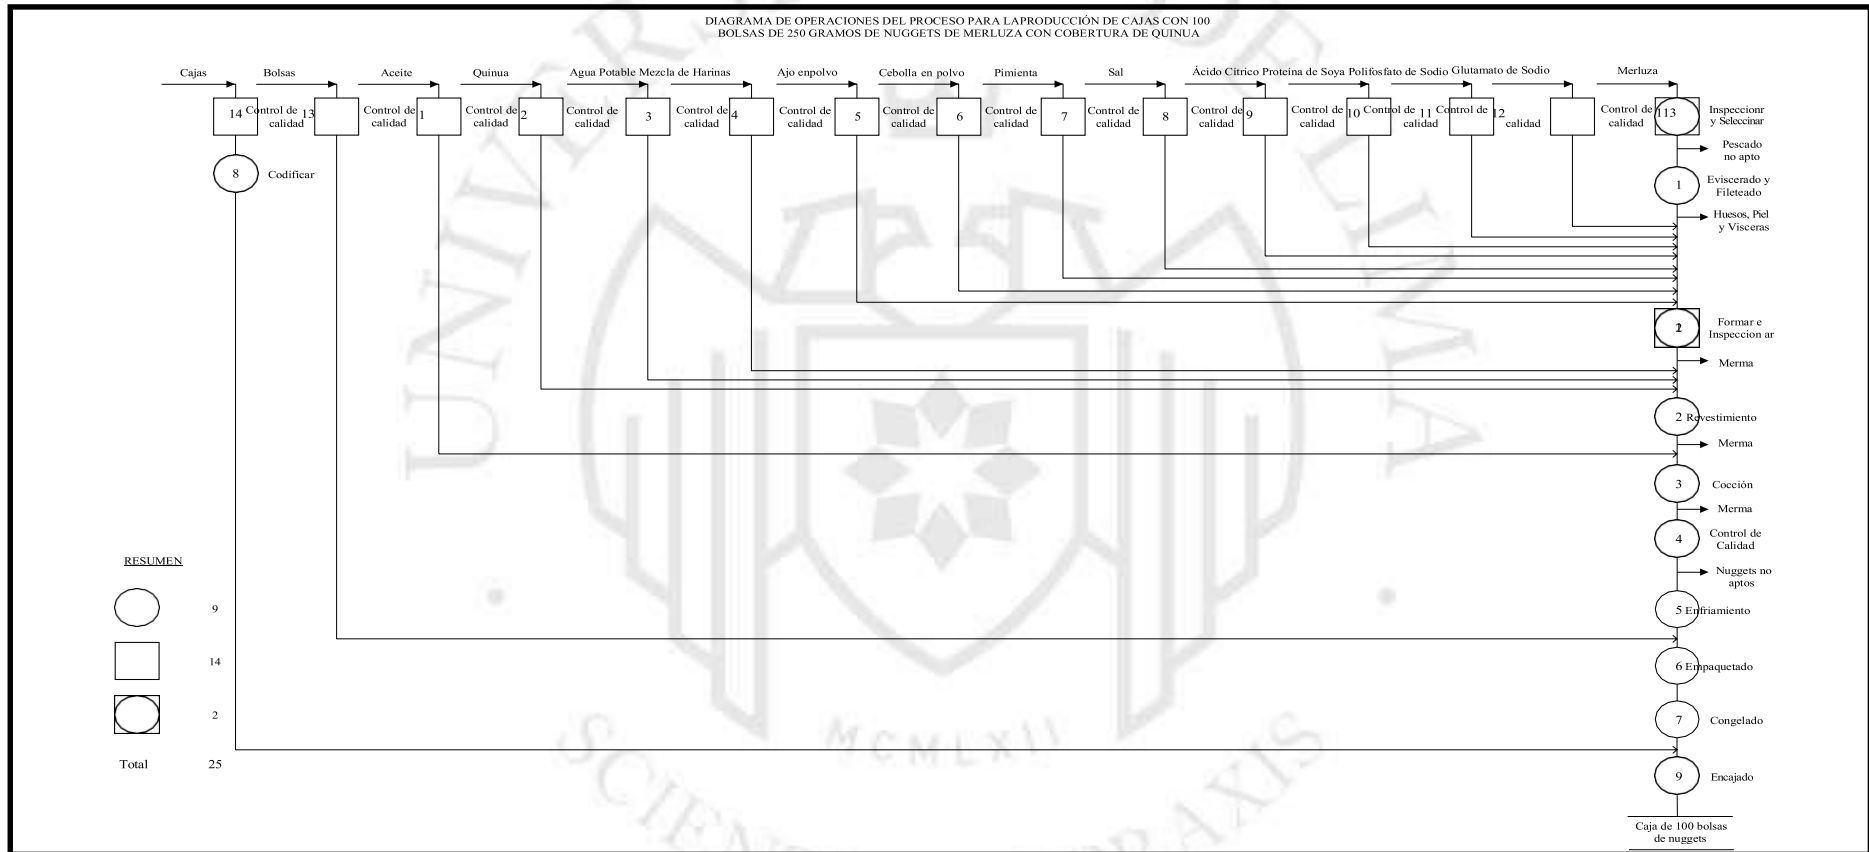 DIAGRAMA DE OPERACIONES DEL PROCESO PARA LAPRODUCCIÓN DE CAJAS CON 100
BOLSAS DE 250 GRAMOS DE NUGGETS DE MERLUZA CON COBERTURA DE QUINUA
Cajas Bolsas Aceite Quinua Agua Potable Mezcla de Harinas Ajo enpolvo Cebolla en polvo Pimienta Sal Ácido Cítrico Proteína de Soya Polifosfato de Sodio Glutamato de Sodio Merluza
14 Control de 13 Control de 1 Control de 2 Control de 3 Control de 4 Control de 5 Control de 6 Control de 7 Control de 8 Control de 9 Control de 10 Control de 11 Control de 12 Control de 113 Inspeccionr
calidad calidad calidad calidad calidad calidad calidad calidad calidad calidad calidad calidad calidad calidad y Seleccinar
Pescado
no apto
8 Codificar
1 Eviscerado y
Fileteado
Huesos, Piel
y Visceras
Formar e
Inspeccion ar
Merma
2 Revestimiento
Merma
3 Cocción
Merma
4 Control de
Calidad
Nuggets no
aptos
5 Enfriamiento
6 Empaquetado
7 Congelado
9 Encajado
Caja de 100 bolsas
de nuggets
RESUMEN
9
14
2
Total 25
UNIVERSIDAD DE LIMA
MCMLXII
SCIENTIA ET PRAXIS